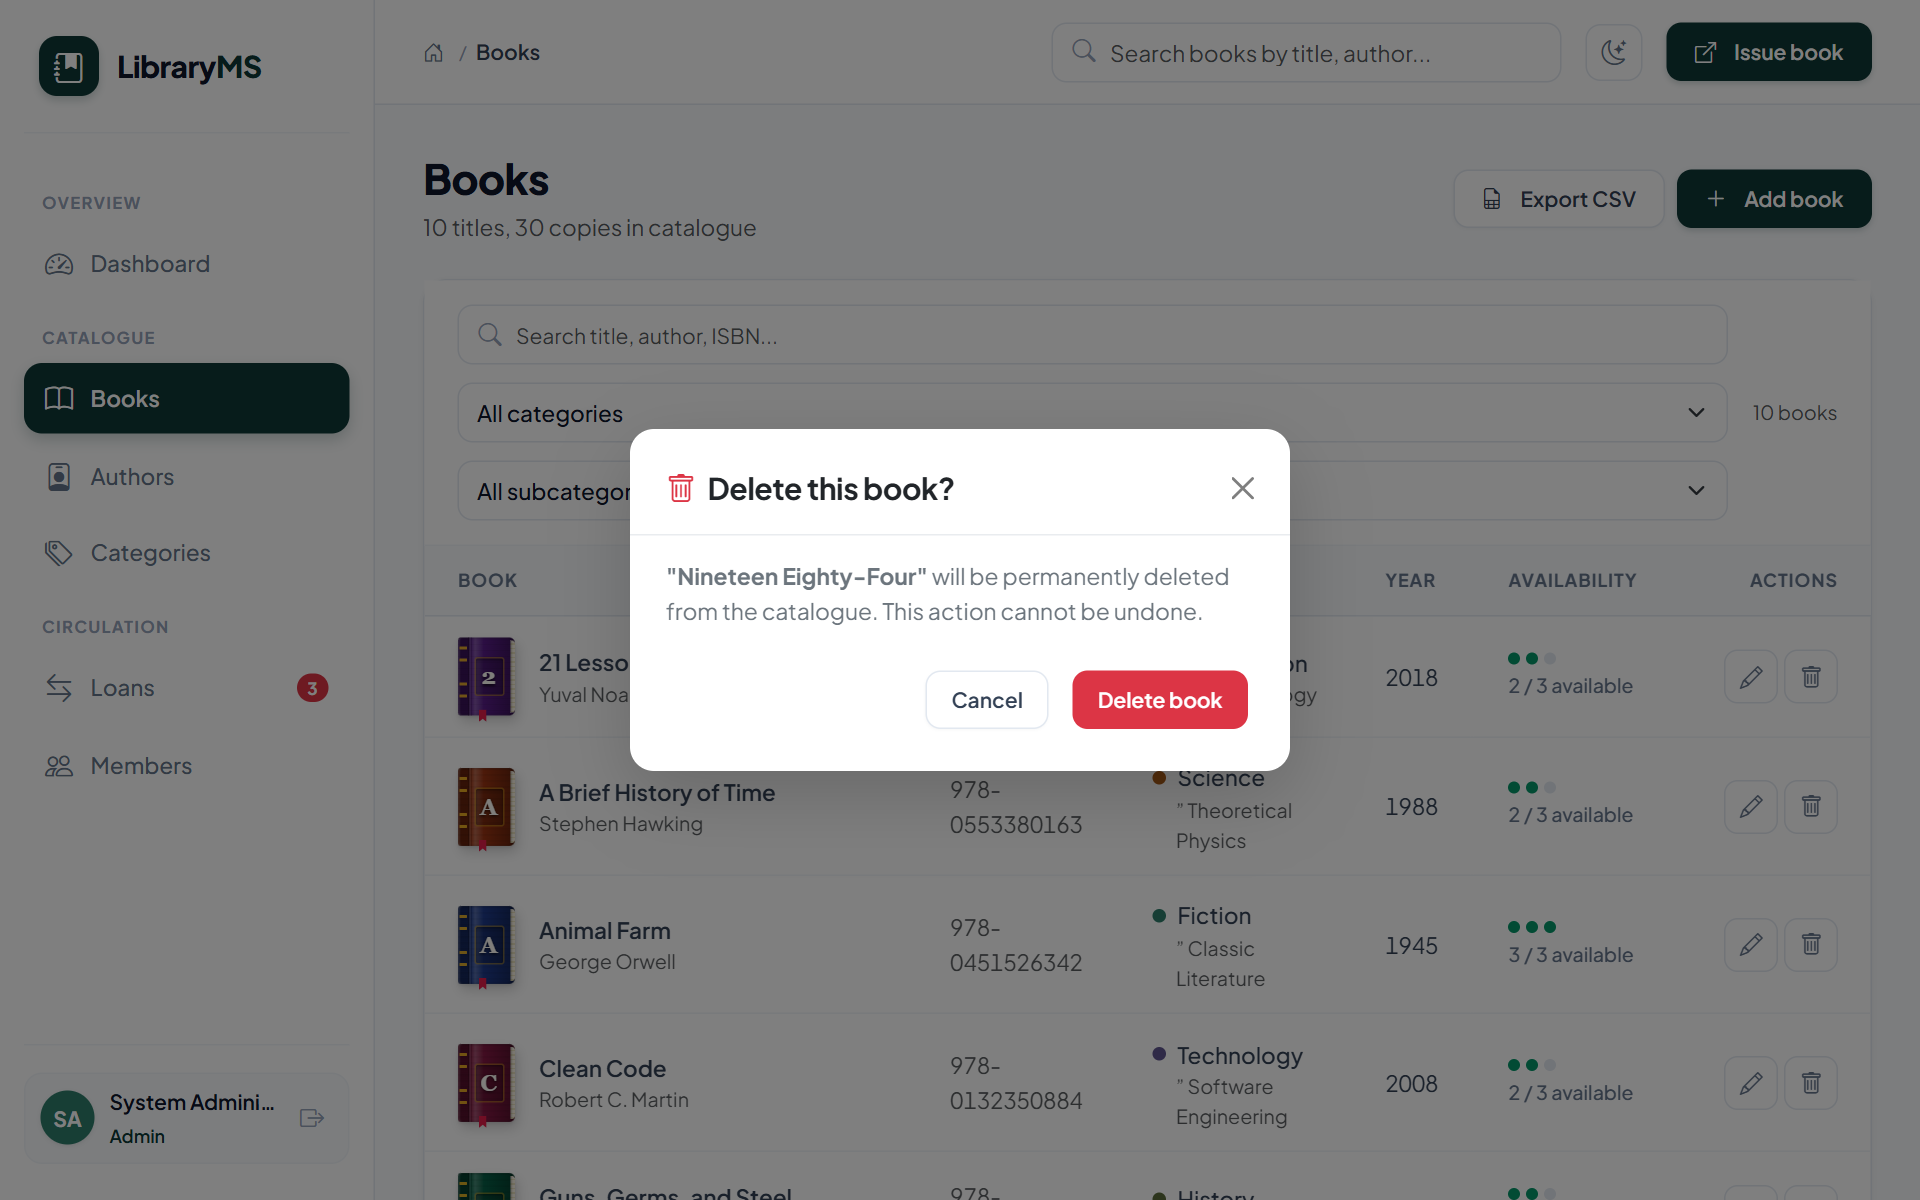 LibraryMS
/ Books
Search books by title, author...
Issue book
OVERVIEW
Dashboard
CATALOGUE
Books
Authors
Categories
CIRCULATION
Loans
3
Members
SA
System Admini...
Admin
Books
10 titles, 30 copies in catalogue
Export CSV
Add book
Search title, author, ISBN...
All categories
10 books
All subcategor
BOOK
YEAR
AVAILABILITY
ACTIONS
Delete this book?
"Nineteen Eighty-Four" will be permanently deleted
from the catalogue. This action cannot be undone.
Cancel
Delete book
2
21 Lesso
Yuval Noa
2018
2 / 3 available
A
A Brief History of Time
Stephen Hawking
978-
0553380163
Science
" Theoretical
Physics
1988
2 / 3 available
A
Animal Farm
George Orwell
978-
0451526342
Fiction
" Classic
Literature
1945
3 / 3 available
C
Clean Code
Robert C. Martin
978-
0132350884
Technology
" Software
Engineering
2008
2 / 3 available
Guns, Germs, and Steel
978-
History